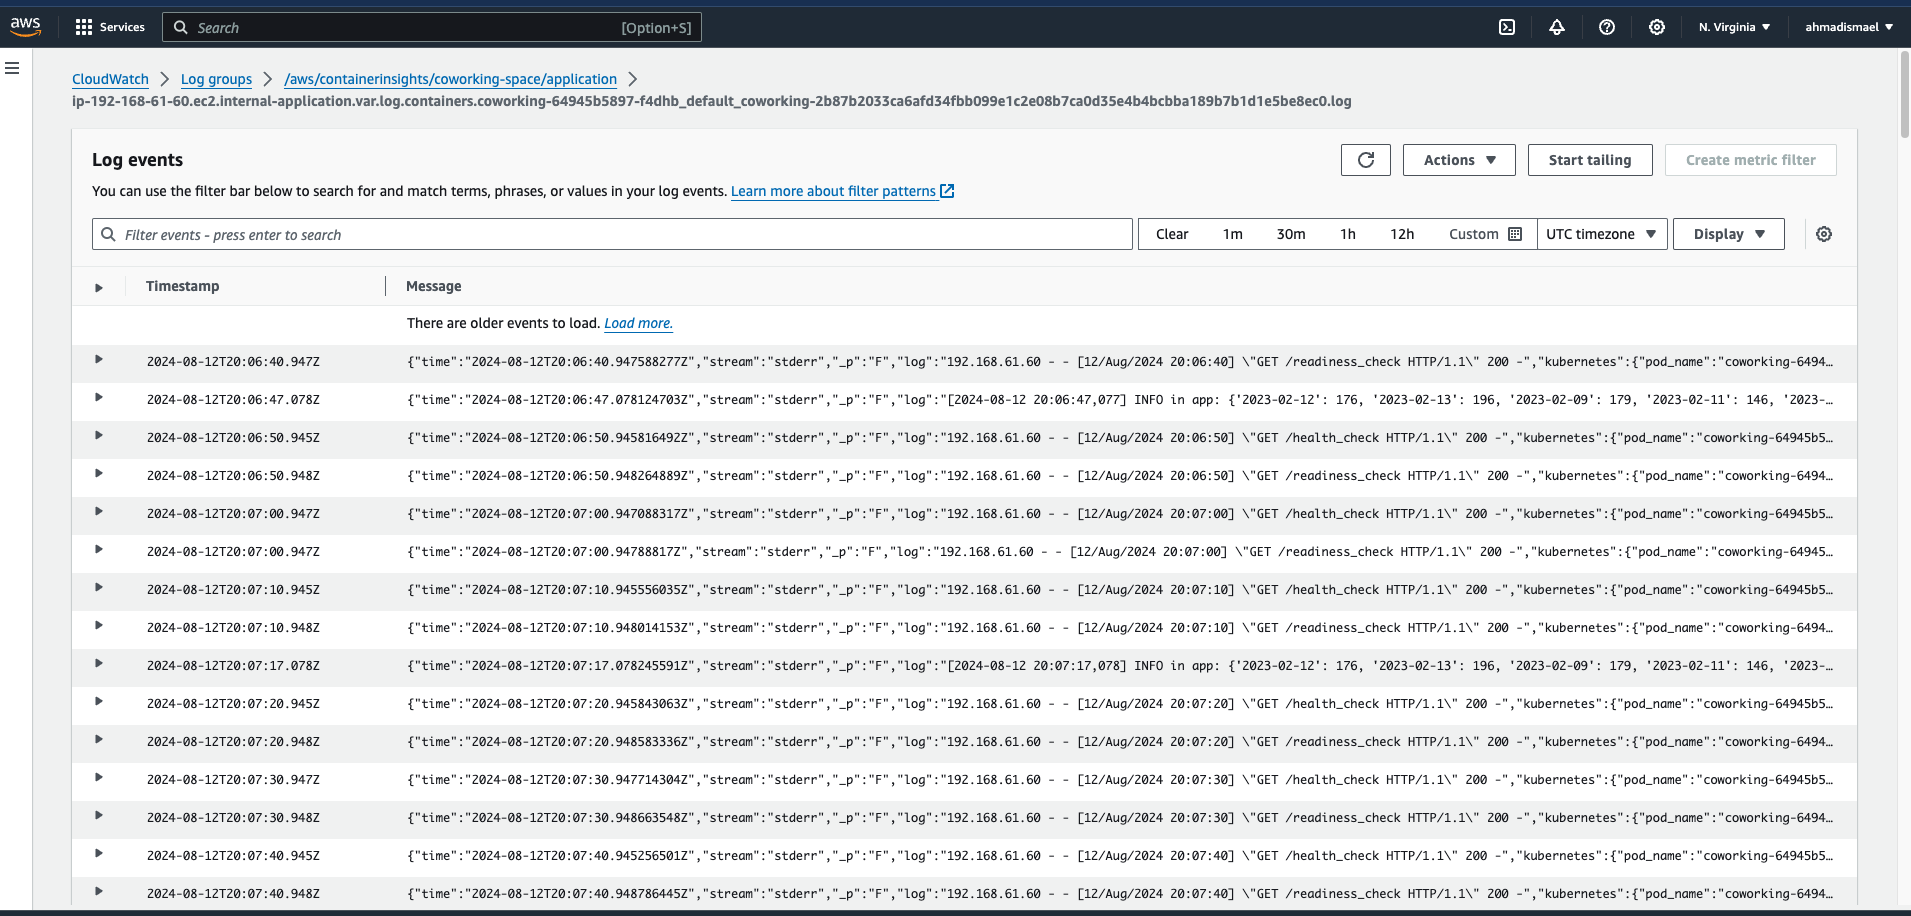 aws Services Search [Option+S] N. Virginia ahmadismael
CloudWatch Log groups /aws/containerinsights/coworking-space/application
ip-192-168-61-60.ec2.internal-application.var.log.containers.coworking-64945b5897-f4dhb_default_coworking-2b87b2033ca6afd34fbb099e1c2e08b7ca0d35e4b4bcbba189b7b1d1e5be8ec0.log
Log events
Actions Start tailing Create metric filter
You can use the filter bar below to search for and match terms, phrases, or values in your log events. Learn more about filter patterns
Filter events - press enter to search Clear 1m 30m 1h 12h Custom UTC timezone Display
Timestamp Message
There are older events to load. Load more.
2024-08-12T20:06:40.947Z {"time":"2024-08-12T20:06:40.947588277Z","stream":"stderr","_p":"F","log":"192.168.61.60 - - [12/Aug/2024 20:06:40] \"GET /readiness_check HTTP/1.1\" 200 -","kubernetes":{"pod_name":"coworking-6494…
2024-08-12T20:06:47.078Z {"time":"2024-08-12T20:06:47.078124703Z","stream":"stderr","_p":"F","log":"[2024-08-12 20:06:47,077] INFO in app: {'2023-02-12': 176, '2023-02-13': 196, '2023-02-09': 179, '2023-02-11': 146, '2023-…
2024-08-12T20:06:50.945Z {"time":"2024-08-12T20:06:50.945816492Z","stream":"stderr","_p":"F","log":"192.168.61.60 - - [12/Aug/2024 20:06:50] \"GET /health_check HTTP/1.1\" 200 -","kubernetes":{"pod_name":"coworking-64945b5…
2024-08-12T20:06:50.948Z {"time":"2024-08-12T20:06:50.948264889Z","stream":"stderr","_p":"F","log":"192.168.61.60 - - [12/Aug/2024 20:06:50] \"GET /readiness_check HTTP/1.1\" 200 -","kubernetes":{"pod_name":"coworking-6494…
2024-08-12T20:07:00.947Z {"time":"2024-08-12T20:07:00.947088317Z","stream":"stderr","_p":"F","log":"192.168.61.60 - - [12/Aug/2024 20:07:00] \"GET /health_check HTTP/1.1\" 200 -","kubernetes":{"pod_name":"coworking-64945b5…
2024-08-12T20:07:00.947Z {"time":"2024-08-12T20:07:00.94788817Z","stream":"stderr","_p":"F","log":"192.168.61.60 - - [12/Aug/2024 20:07:00] \"GET /readiness_check HTTP/1.1\" 200 -","kubernetes":{"pod_name":"coworking-64945…
2024-08-12T20:07:10.945Z {"time":"2024-08-12T20:07:10.945556035Z","stream":"stderr","_p":"F","log":"192.168.61.60 - - [12/Aug/2024 20:07:10] \"GET /health_check HTTP/1.1\" 200 -","kubernetes":{"pod_name":"coworking-64945b5…
2024-08-12T20:07:10.948Z {"time":"2024-08-12T20:07:10.948014153Z","stream":"stderr","_p":"F","log":"192.168.61.60 - - [12/Aug/2024 20:07:10] \"GET /readiness_check HTTP/1.1\" 200 -","kubernetes":{"pod_name":"coworking-6494…
2024-08-12T20:07:17.078Z {"time":"2024-08-12T20:07:17.078245591Z","stream":"stderr","_p":"F","log":"[2024-08-12 20:07:17,078] INFO in app: {'2023-02-12': 176, '2023-02-13': 196, '2023-02-09': 179, '2023-02-11': 146, '2023-…
2024-08-12T20:07:20.945Z {"time":"2024-08-12T20:07:20.945843063Z","stream":"stderr","_p":"F","log":"192.168.61.60 - - [12/Aug/2024 20:07:20] \"GET /health_check HTTP/1.1\" 200 -","kubernetes":{"pod_name":"coworking-64945b5…
2024-08-12T20:07:20.948Z {"time":"2024-08-12T20:07:20.948583336Z","stream":"stderr","_p":"F","log":"192.168.61.60 - - [12/Aug/2024 20:07:20] \"GET /readiness_check HTTP/1.1\" 200 -","kubernetes":{"pod_name":"coworking-6494…
2024-08-12T20:07:30.947Z {"time":"2024-08-12T20:07:30.947714304Z","stream":"stderr","_p":"F","log":"192.168.61.60 - - [12/Aug/2024 20:07:30] \"GET /health_check HTTP/1.1\" 200 -","kubernetes":{"pod_name":"coworking-64945b5…
2024-08-12T20:07:30.948Z {"time":"2024-08-12T20:07:30.948663548Z","stream":"stderr","_p":"F","log":"192.168.61.60 - - [12/Aug/2024 20:07:30] \"GET /readiness_check HTTP/1.1\" 200 -","kubernetes":{"pod_name":"coworking-6494…
2024-08-12T20:07:40.945Z {"time":"2024-08-12T20:07:40.945256501Z","stream":"stderr","_p":"F","log":"192.168.61.60 - - [12/Aug/2024 20:07:40] \"GET /health_check HTTP/1.1\" 200 -","kubernetes":{"pod_name":"coworking-64945b5…
2024-08-12T20:07:40.948Z {"time":"2024-08-12T20:07:40.948786445Z","stream":"stderr","_p":"F","log":"192.168.61.60 - - [12/Aug/2024 20:07:40] \"GET /readiness_check HTTP/1.1\" 200 -","kubernetes":{"pod_name":"coworking-6494…